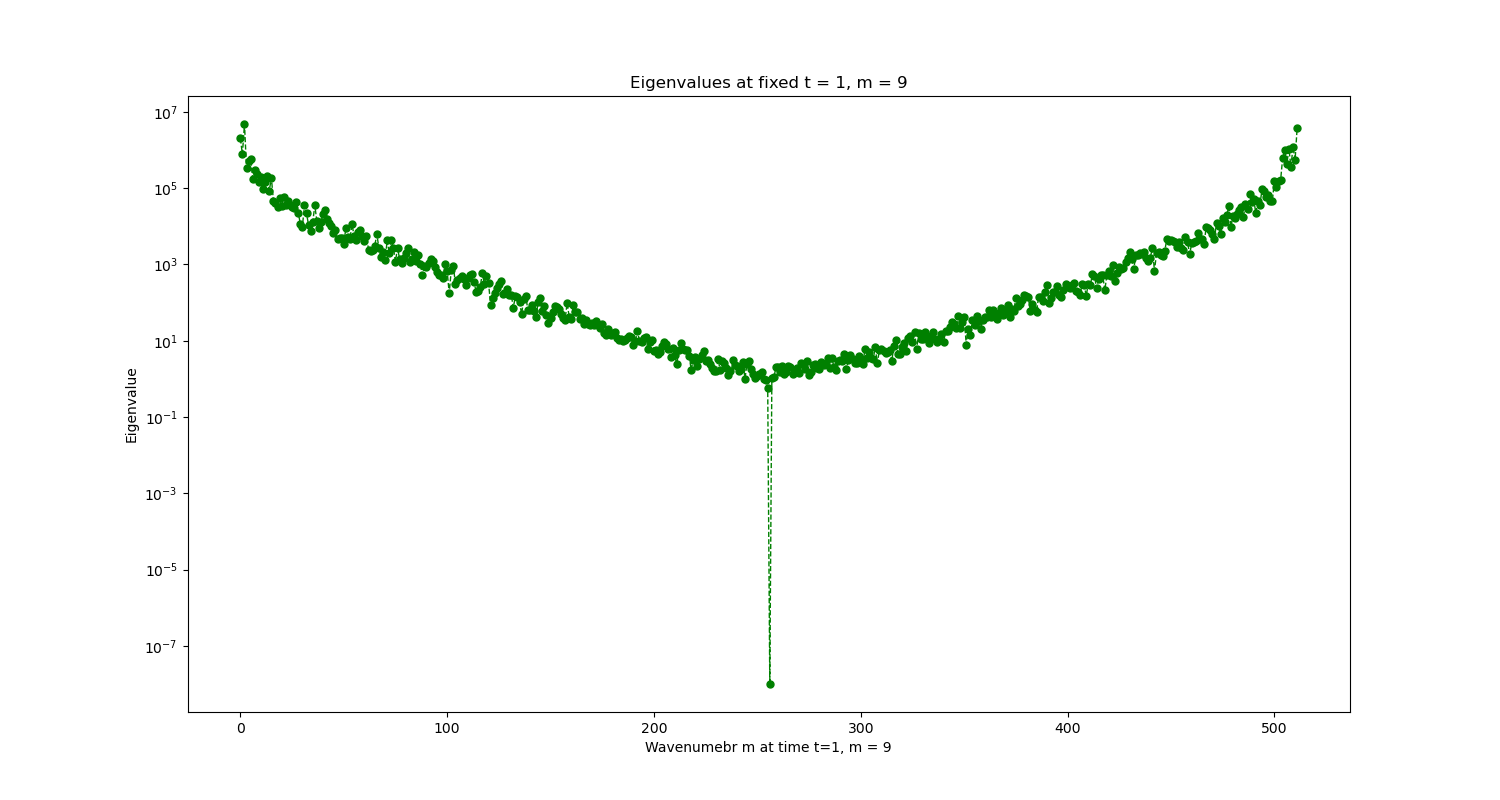 Eigenvalues at fixed t = 1, m = 9
Eigenvalue
10^7
10^5
10^3
10^1
10^-1
10^-3
10^-5
10^-7
0 100 200 300 400 500
Wavenumebr m at time t=1, m = 9